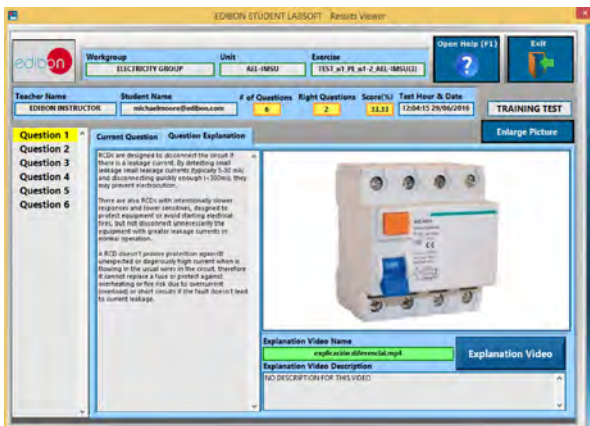 EDIBON STUDENT LABSOFT Results Viewer
edibon
Workgroup Unit Exercise
ELECTRICITY GROUP AEL-IMSU TEST_u1_PE_u1-2_AEL-IMSU(3)
Open Help (F1) Exit
?
Teacher Name Student Name # of Questions Right Questions Score(%) Test Hour & Date
EDIBON INSTRUCTOR michaelmoore@edibon.com 6 2 33.33 12:04:15 29/06/2016 TRAINING TEST
Enlarge Picture
Question 1
Question 2
Question 3
Question 4
Question 5
Question 6
Current Question Question Explanation
RCDs are designed to disconnect the circuit if
there is a leakage current. By detecting small
leakage small leakage currents (typically 5-30 mA)
and disconnecting quickly enough (<300ms), they
may prevent electrocution.
There are also RCDs with intentionally slower
responses and lower sensitives, designed to
protect equipment or avoid starting electrical
fires, but not disconnect unnecessarily the
equipment with greater leakage currents in
normal operation.
A RCD doesn't provide protection against
unexpected or dagerously high current when is
flowing in the usual wires in the circuit, therefore
it cannot replace a fuse or protect against
overheating or fire risk due to overcurrent
(overload) or short circuits if the fault doesn't lead
to current leakage.
CE
Explanation Video Name
explicación diferencial.mp4
Explanation Video
Explanation Video Description
NO DESCRIPTION FOR THIS VIDEO